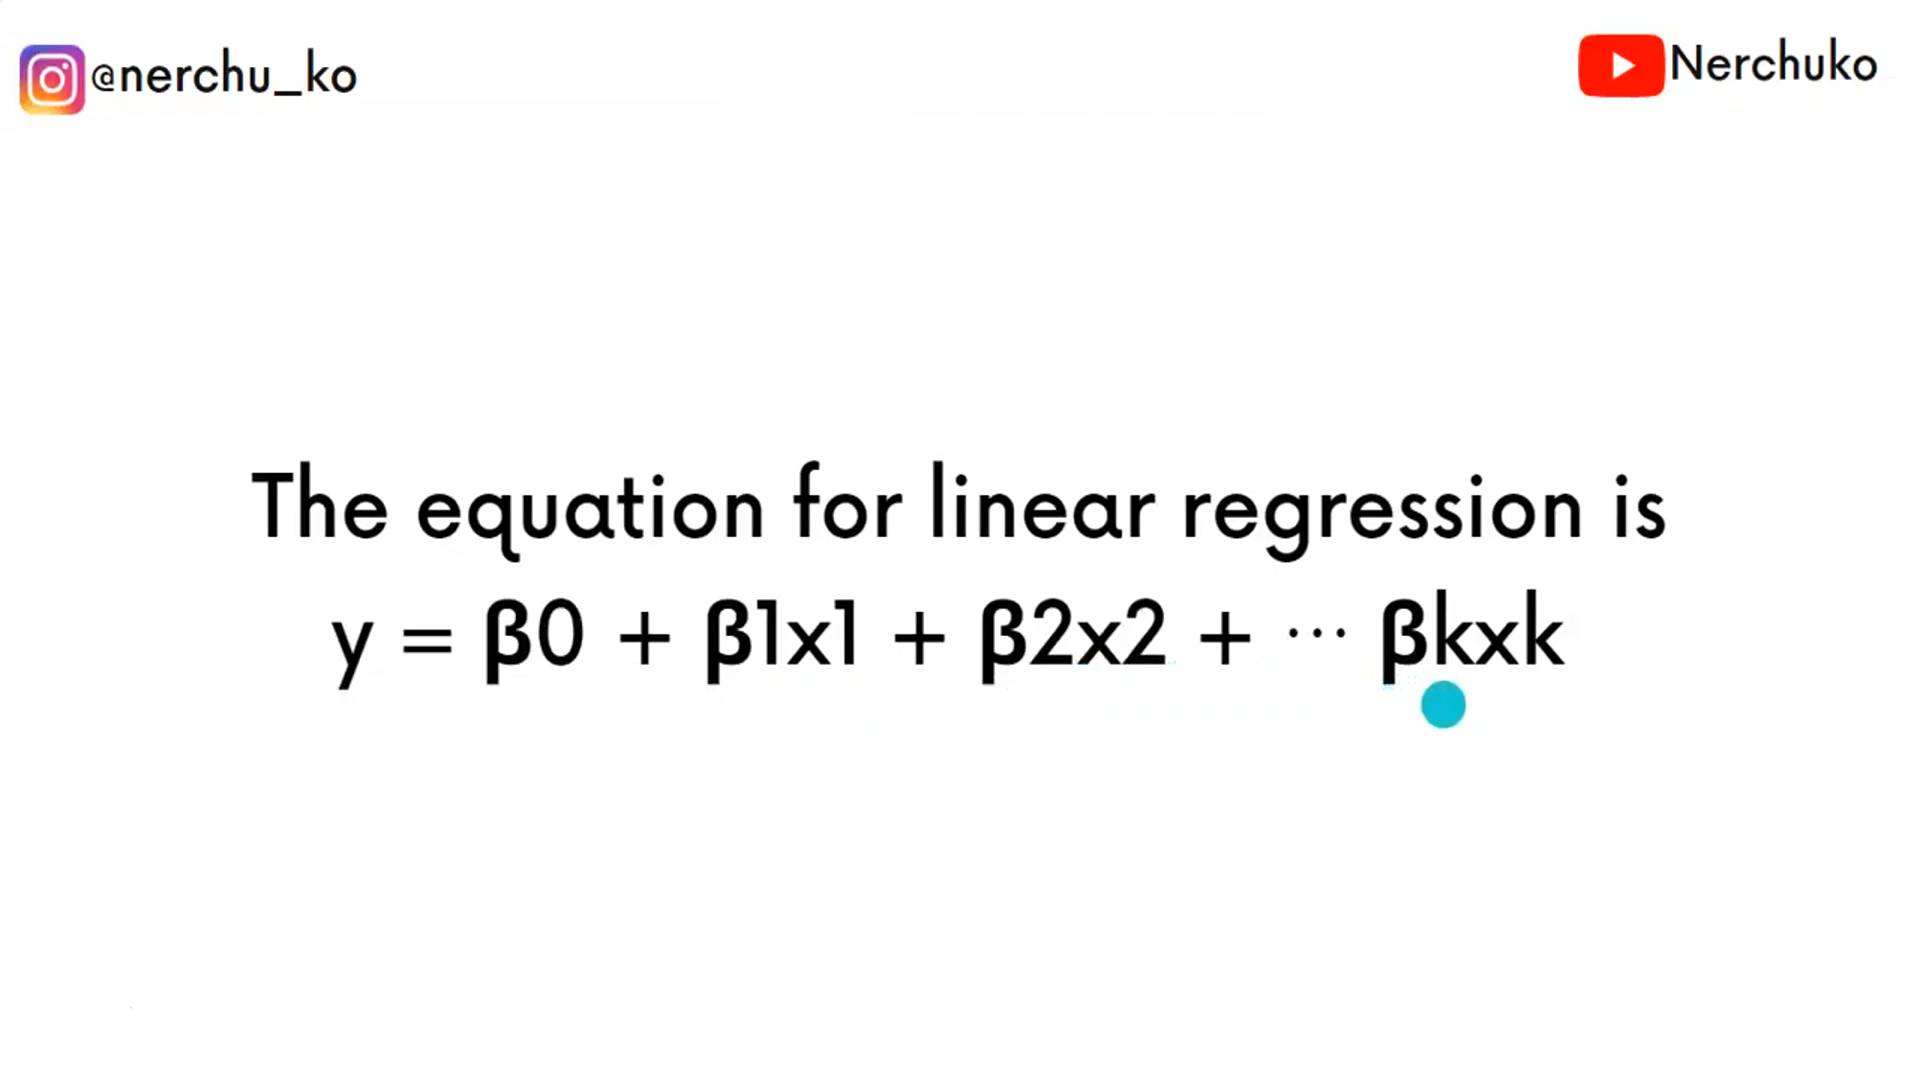 @nerchu_ko
Nerchuko
The equation for linear regression is
y = β0 + β1x1 + β2x2 + ⋯ βkxk